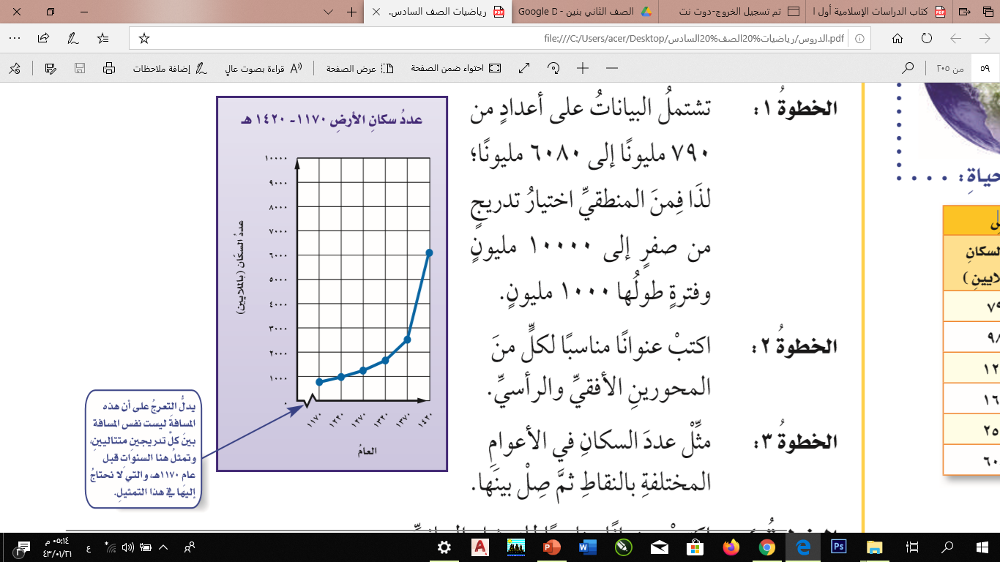 كتاب الدراسات الإسلامية أول ا
تم تسجيل الخروج-دوت نت
الصف الثاني بنين - Google D
رياضيات الصف السادس.
file:///C:/Users/acer/Desktop/الدروس/رياضيات%20الصف%20السادس.pdf
٥٩
من ٢٠٥
احتواء ضمن الصفحة
عرض الصفحة
قراءة بصوت عالٍ
إضافة ملاحظات
حياةِ :
السكانِ
لايينِ )
٧٩
٩٨
١٢
١٦
٢٥
٦٠
الخطوةُ ١ :
تشتملُ البياناتُ على أعدادٍ من
٧٩٠ مليونًا إلى ٦٠٨٠ مليونًا؛
لذَا فِمنَ المنطقيِّ اختيارُ تدريجٍ
من صفرٍ إلى ١٠٠٠٠ مليونٍ
وفترةٍ طولُها ١٠٠٠ مليونٍ.
الخطوةُ ٢ :
اكتبْ عنوانًا مناسبًا لكلٍّ منَ
المحورينِ الأفقيِّ والرأسيِّ.
الخطوةُ ٣ :
مثِّلْ عددَ السكانِ في الأعوامِ
المختلفةِ بالنقاطِ ثمَّ صِلْ بينَها.
عددُ سكانِ الأرضِ ١١٧٠- ١٤٢٠ هـ
١٠٠٠٠
٩٠٠٠
٨٠٠٠
٧٠٠٠
٦٠٠٠
٥٠٠٠
٤٠٠٠
٣٠٠٠
٢٠٠٠
١٠٠٠
٠
عددُ السكان (بالملايين)
١١٧٠
١٢٢٠
١٢٧٠
١٣٢٠
١٣٧٠
١٤٢٠
العامُ
يدلُّ التعرجُ على أن هذه
المسافةَ ليست نفس المسافة
بينَ كلِّ تدريجينِ متتاليينِ،
وتمثلُ هنا السنواتِ قبل
عام ١١٧٠هـ، والتي لا نحتاجُ
إليهَا في هذا التمثيلِ.
٠٥:١٤ م
٤٣/٠١/٢٦
ع